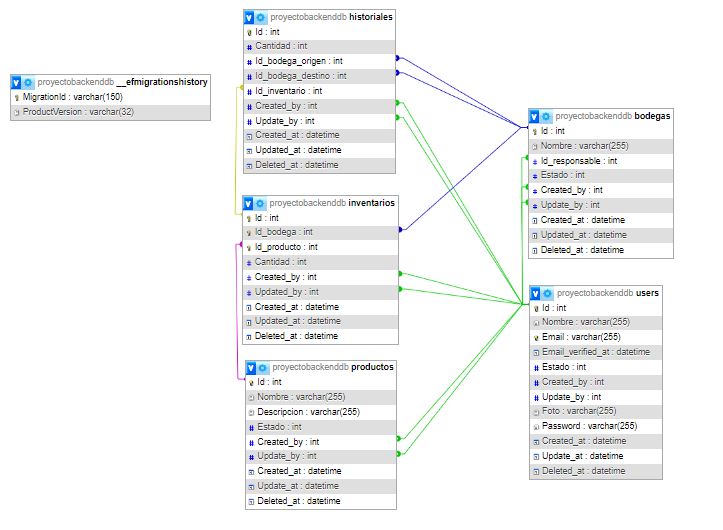 proyectobackenddb __efmigrationshistory
MigrationId : varchar(150)
ProductVersion : varchar(32)
proyectobackenddb historiales
Id : int
Cantidad : int
Id_bodega_origen : int
Id_bodega_destino : int
Id_inventario : int
Created_by : int
Update_by : int
Created_at : datetime
Updated_at : datetime
Deleted_at : datetime
proyectobackenddb inventarios
Id : int
Id_bodega : int
Id_producto : int
Cantidad : int
Created_by : int
Updated_by : int
Created_at : datetime
Updated_at : datetime
Deleted_at : datetime
proyectobackenddb productos
Id : int
Nombre : varchar(255)
Descripcion : varchar(255)
Estado : int
Created_by : int
Update_by : int
Created_at : datetime
Update_at : datetime
Deleted_at : datetime
proyectobackenddb bodegas
Id : int
Nombre : varchar(255)
Id_responsable : int
Estado : int
Created_by : int
Update_by : int
Created_at : datetime
Updated_at : datetime
Deleted_at : datetime
proyectobackenddb users
Id : int
Nombre : varchar(255)
Email : varchar(255)
Email_verified_at : datetime
Estado : int
Created_by : int
Update_by : int
Foto : varchar(255)
Password : varchar(255)
Created_at : datetime
Update_at : datetime
Deleted_at : datetime